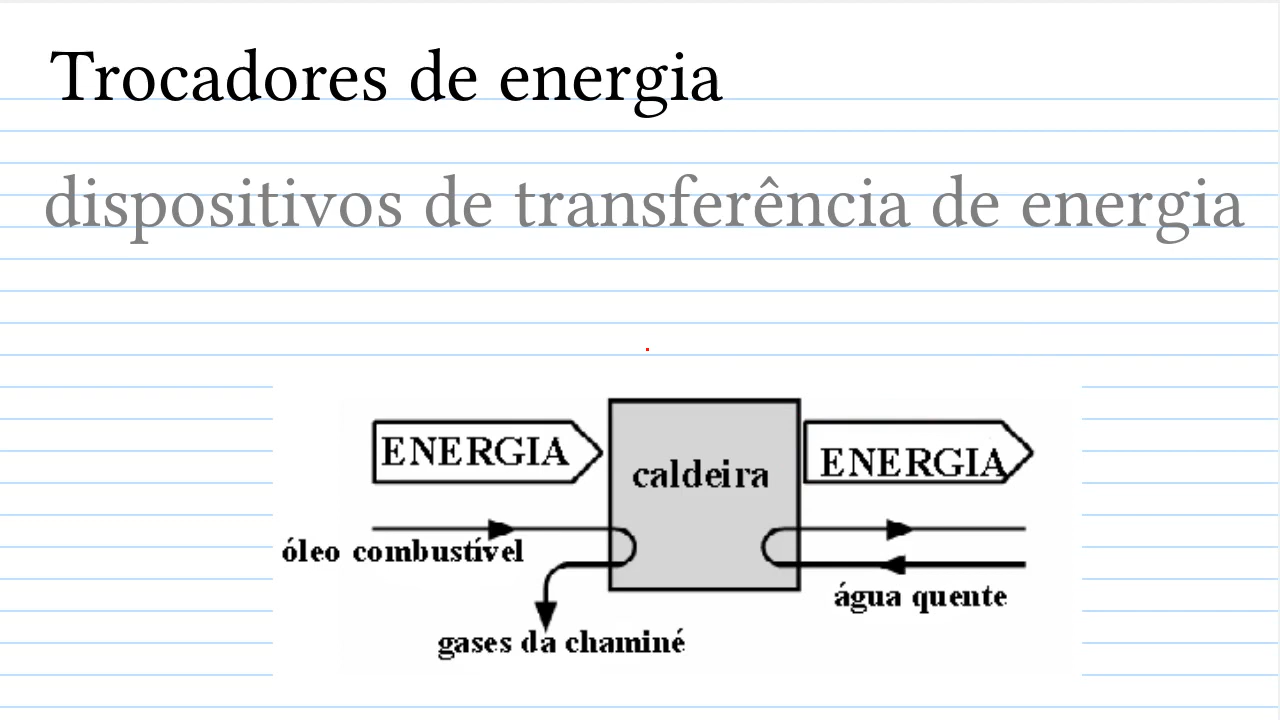 Trocadores de energia
dispositivos de transferência de energia
ENERGIA
caldeira
ENERGIA
óleo combustível
água quente
gases da chaminé